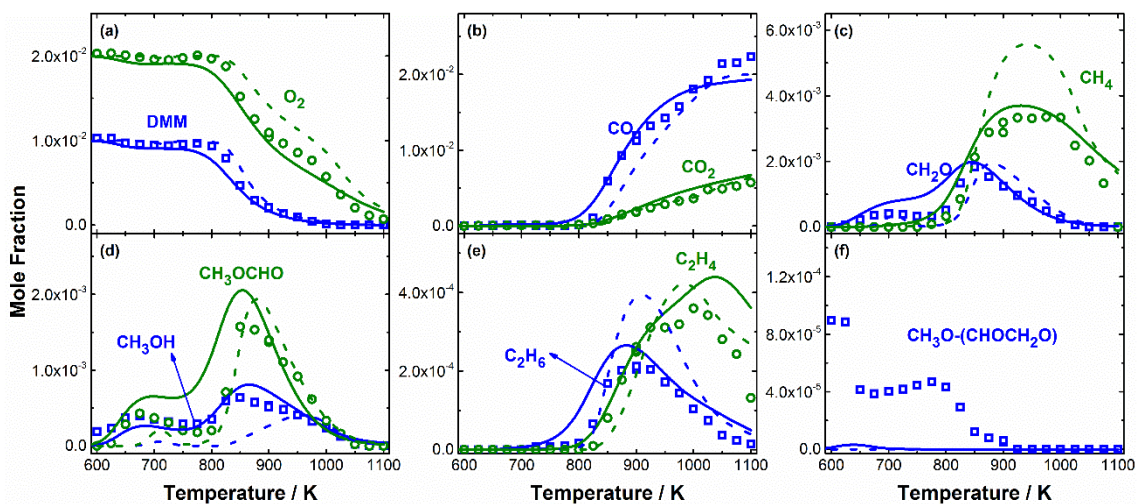 (a)
2.0x10⁻²
O₂
DMM
1.0x10⁻²
0.0
(b)
2.0x10⁻²
CO
1.0x10⁻²
CO₂
0.0
6.0x10⁻³
(c)
CH₄
4.0x10⁻³
CH₂O
2.0x10⁻³
0.0
Mole Fraction
(d)
CH₃OCHO
2.0x10⁻³
CH₃OH
1.0x10⁻³
0.0
600 700 800 900 1000 1100
Temperature / K
(e)
C₂H₄
4.0x10⁻⁴
C₂H₆
2.0x10⁻⁴
0.0
600 700 800 900 1000 1100
Temperature / K
(f)
1.0x10⁻⁴
CH₃O-(CHOCH₂O)
5.0x10⁻⁵
0.0
600 700 800 900 1000 1100
Temperature / K